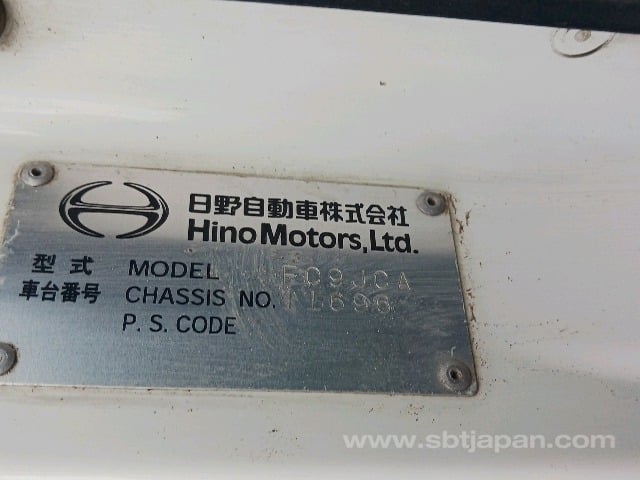 日野自動車株式会社
Hino Motors, Ltd.
型式 MODEL FC9JCA
車台番号 CHASSIS NO. 11696
P. S. CODE
www.sbtjapan.com